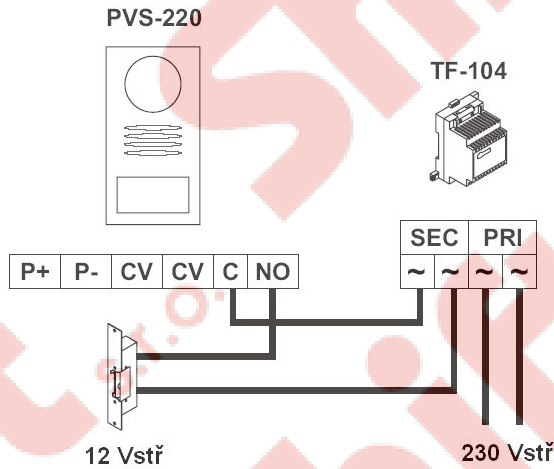 PVS-220
TF-104
SEC PRI
P+ P- CV CV C NO
~ ~ ~ ~
s.r.o.
12 Vstř
230 Vstř